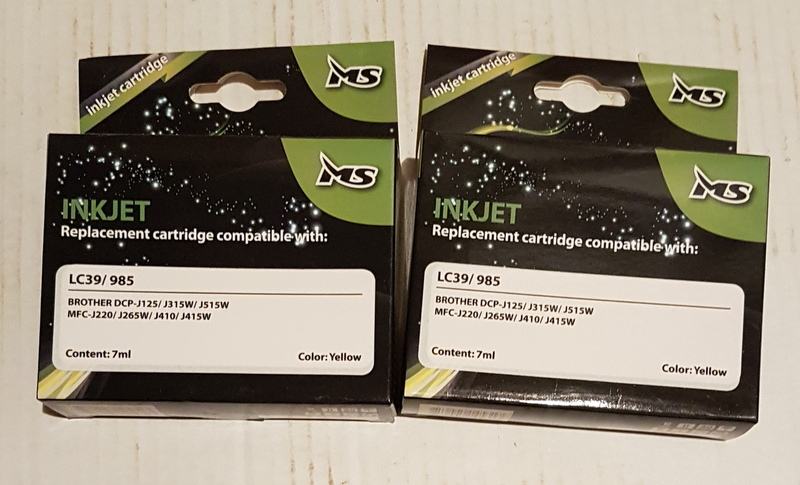 inkjet cartridge
MS
MS
INKJET
Replacement cartridge compatible with:
LC39/ 985
BROTHER DCP-J125/ J315W/ J515W
MFC-J220/ J265W/ J410/ J415W
Content: 7ml
Color: Yellow
inkjet cartridge
MS
MS
INKJET
Replacement cartridge compatible with:
LC39/ 985
BROTHER DCP-J125/ J315W/ J515W
MFC-J220/ J265W/ J410/ J415W
Content: 7ml
Color: Yellow